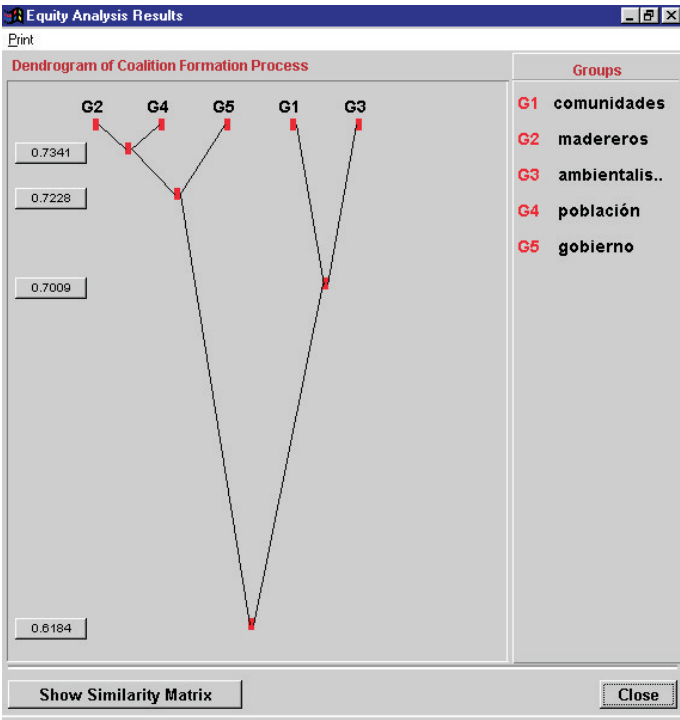 Equity Analysis Results
Print
Dendrogram of Coalition Formation Process
G2 G4 G5 G1 G3
0.7341
0.7228
0.7009
0.6184
Groups
G1 comunidades
G2 madereros
G3 ambientalis..
G4 población
G5 gobierno
Show Similarity Matrix
Close